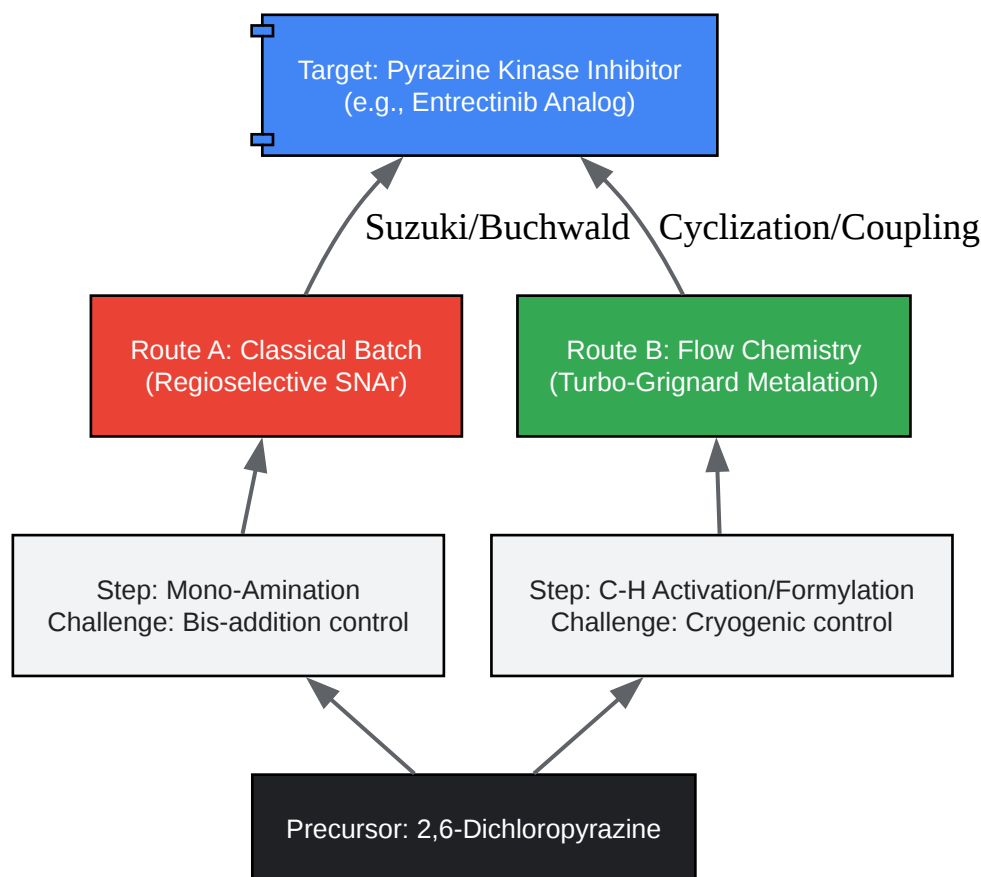 Target: Pyrazine Kinase Inhibitor
(e.g., Entrectinib Analog)
Suzuki/Buchwald
Cyclization/Coupling
Route A: Classical Batch
(Regioselective SNAr)
Route B: Flow Chemistry
(Turbo-Grignard Metalation)
Step: Mono-Amination
Challenge: Bis-addition control
Step: C-H Activation/Formylation
Challenge: Cryogenic control
Precursor: 2,6-Dichloropyrazine